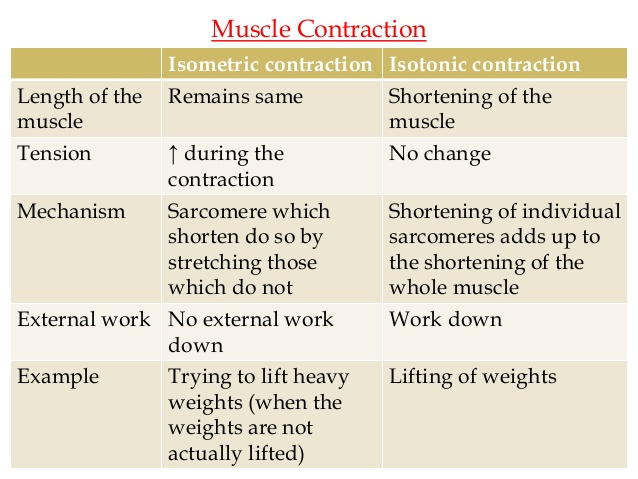 Muscle Contraction
Isometric contraction Isotonic contraction
Length of the muscle Remains same Shortening of the muscle
Tension ↑ during the contraction No change
Mechanism Sarcomere which shorten do so by stretching those which do not Shortening of individual sarcomeres adds up to the shortening of the whole muscle
External work No external work down Work down
Example Trying to lift heavy weights (when the weights are not actually lifted) Lifting of weights